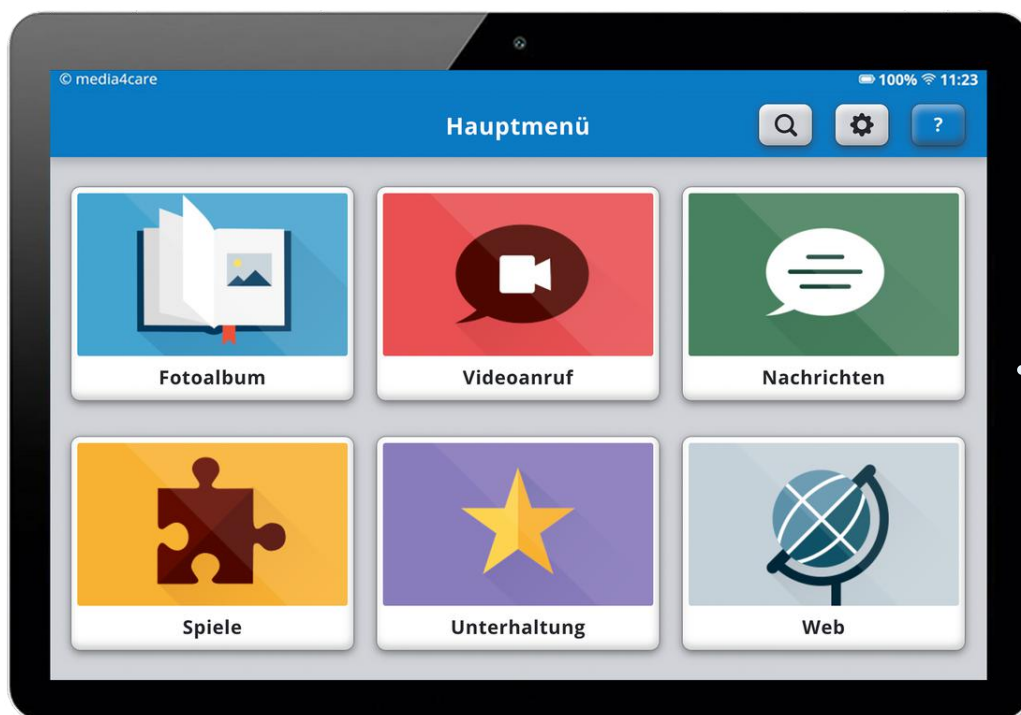 © media4care
100% 11:23
Hauptmenü
?
Fotoalbum
Videoanruf
Nachrichten
Spiele
Unterhaltung
Web